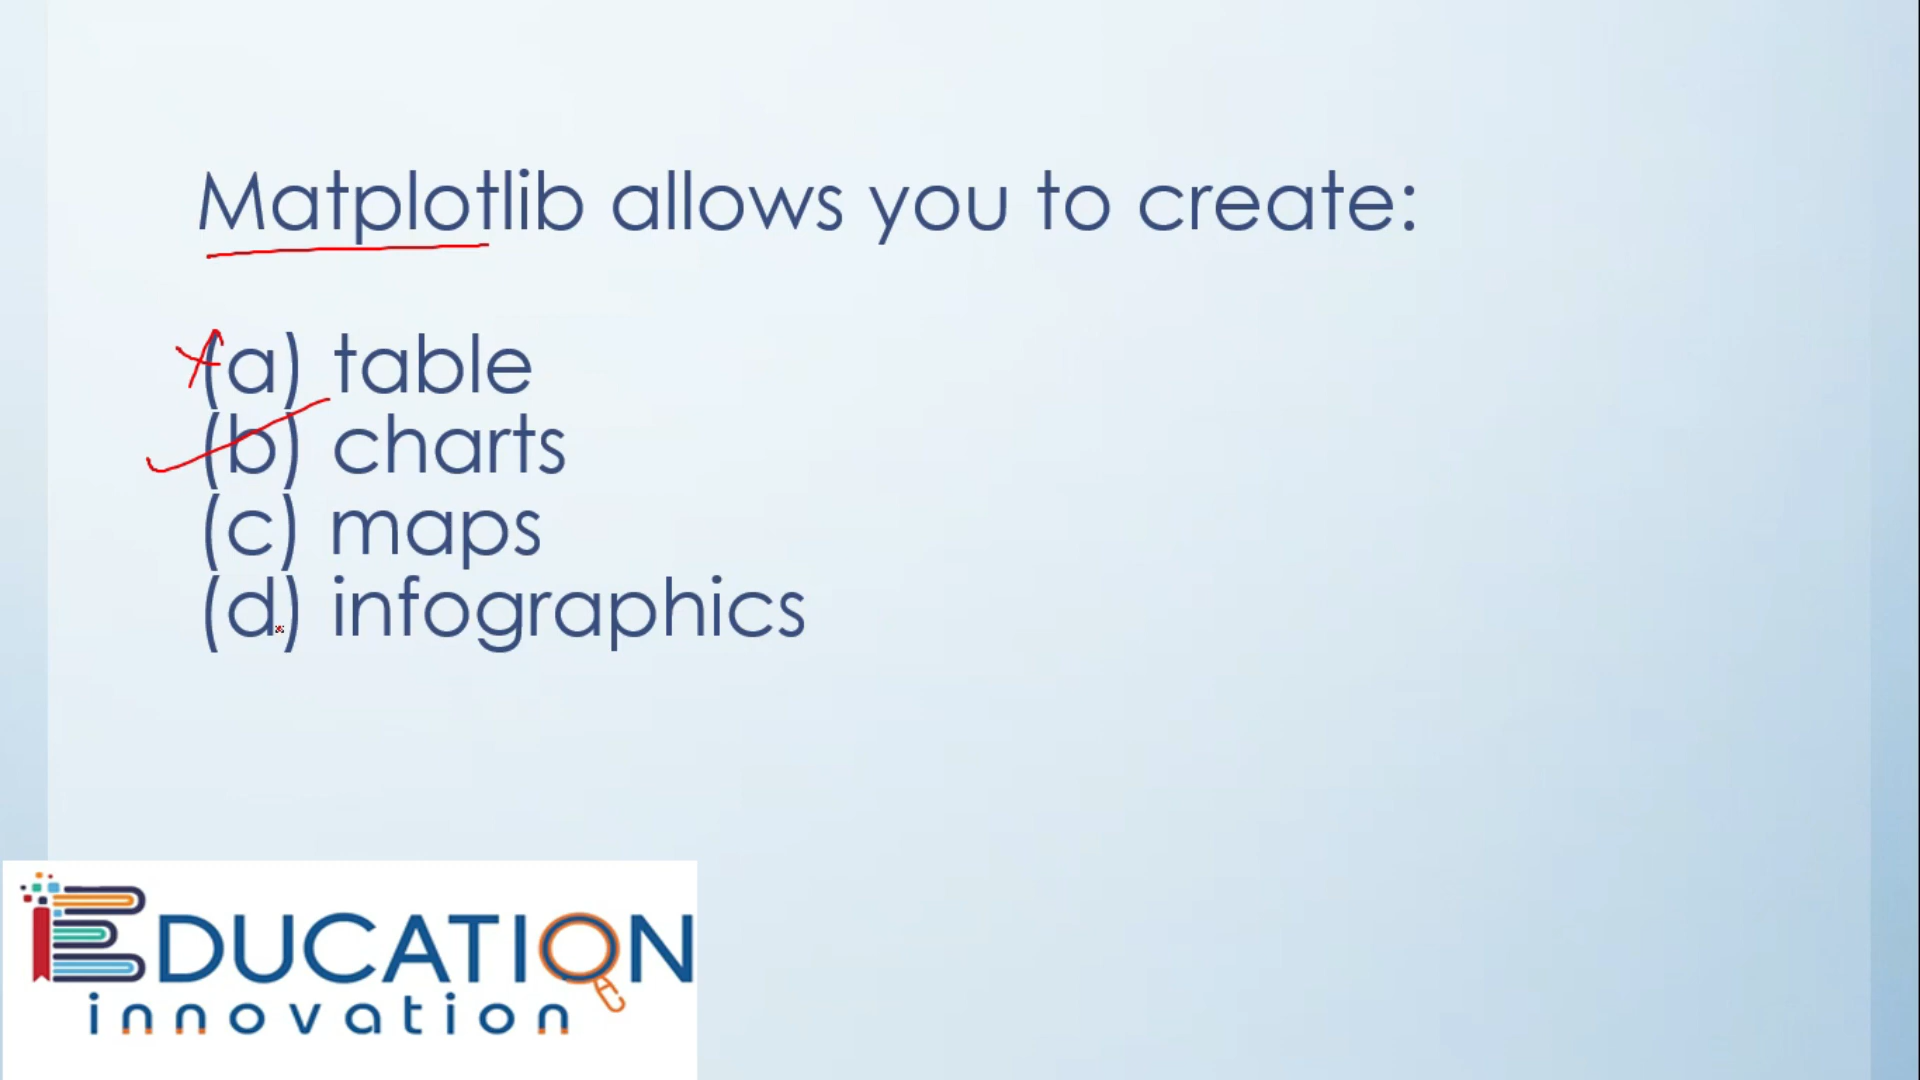 Matplotlib allows you to create:
(a) table
(b) charts
(c) maps
(d) infographics
EDUCATION
innovation